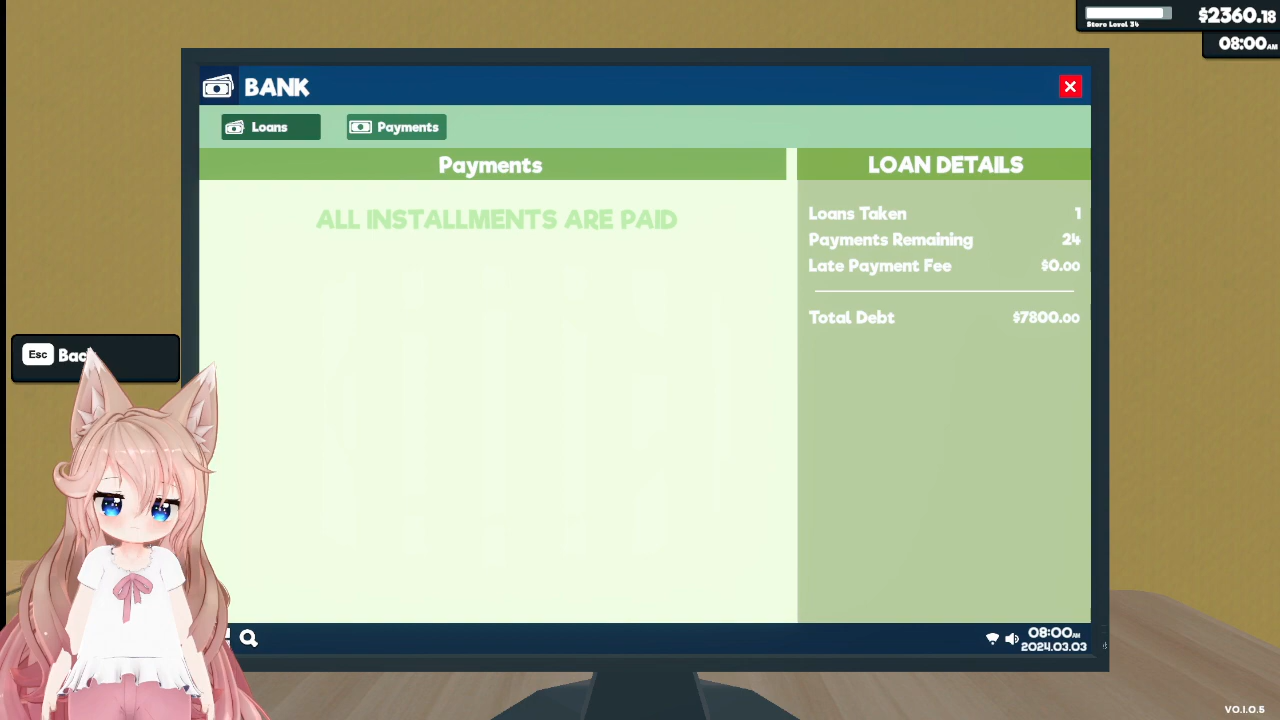 $2360.18
Store Level 34
08:00AM
BANK
Loans
Payments
Payments
LOAN DETAILS
ALL INSTALLMENTS ARE PAID
Loans Taken 1
Payments Remaining 24
Late Payment Fee $0.00
Total Debt $7800.00
Esc
08:00AM
2024.03.03
V0.1.0.5